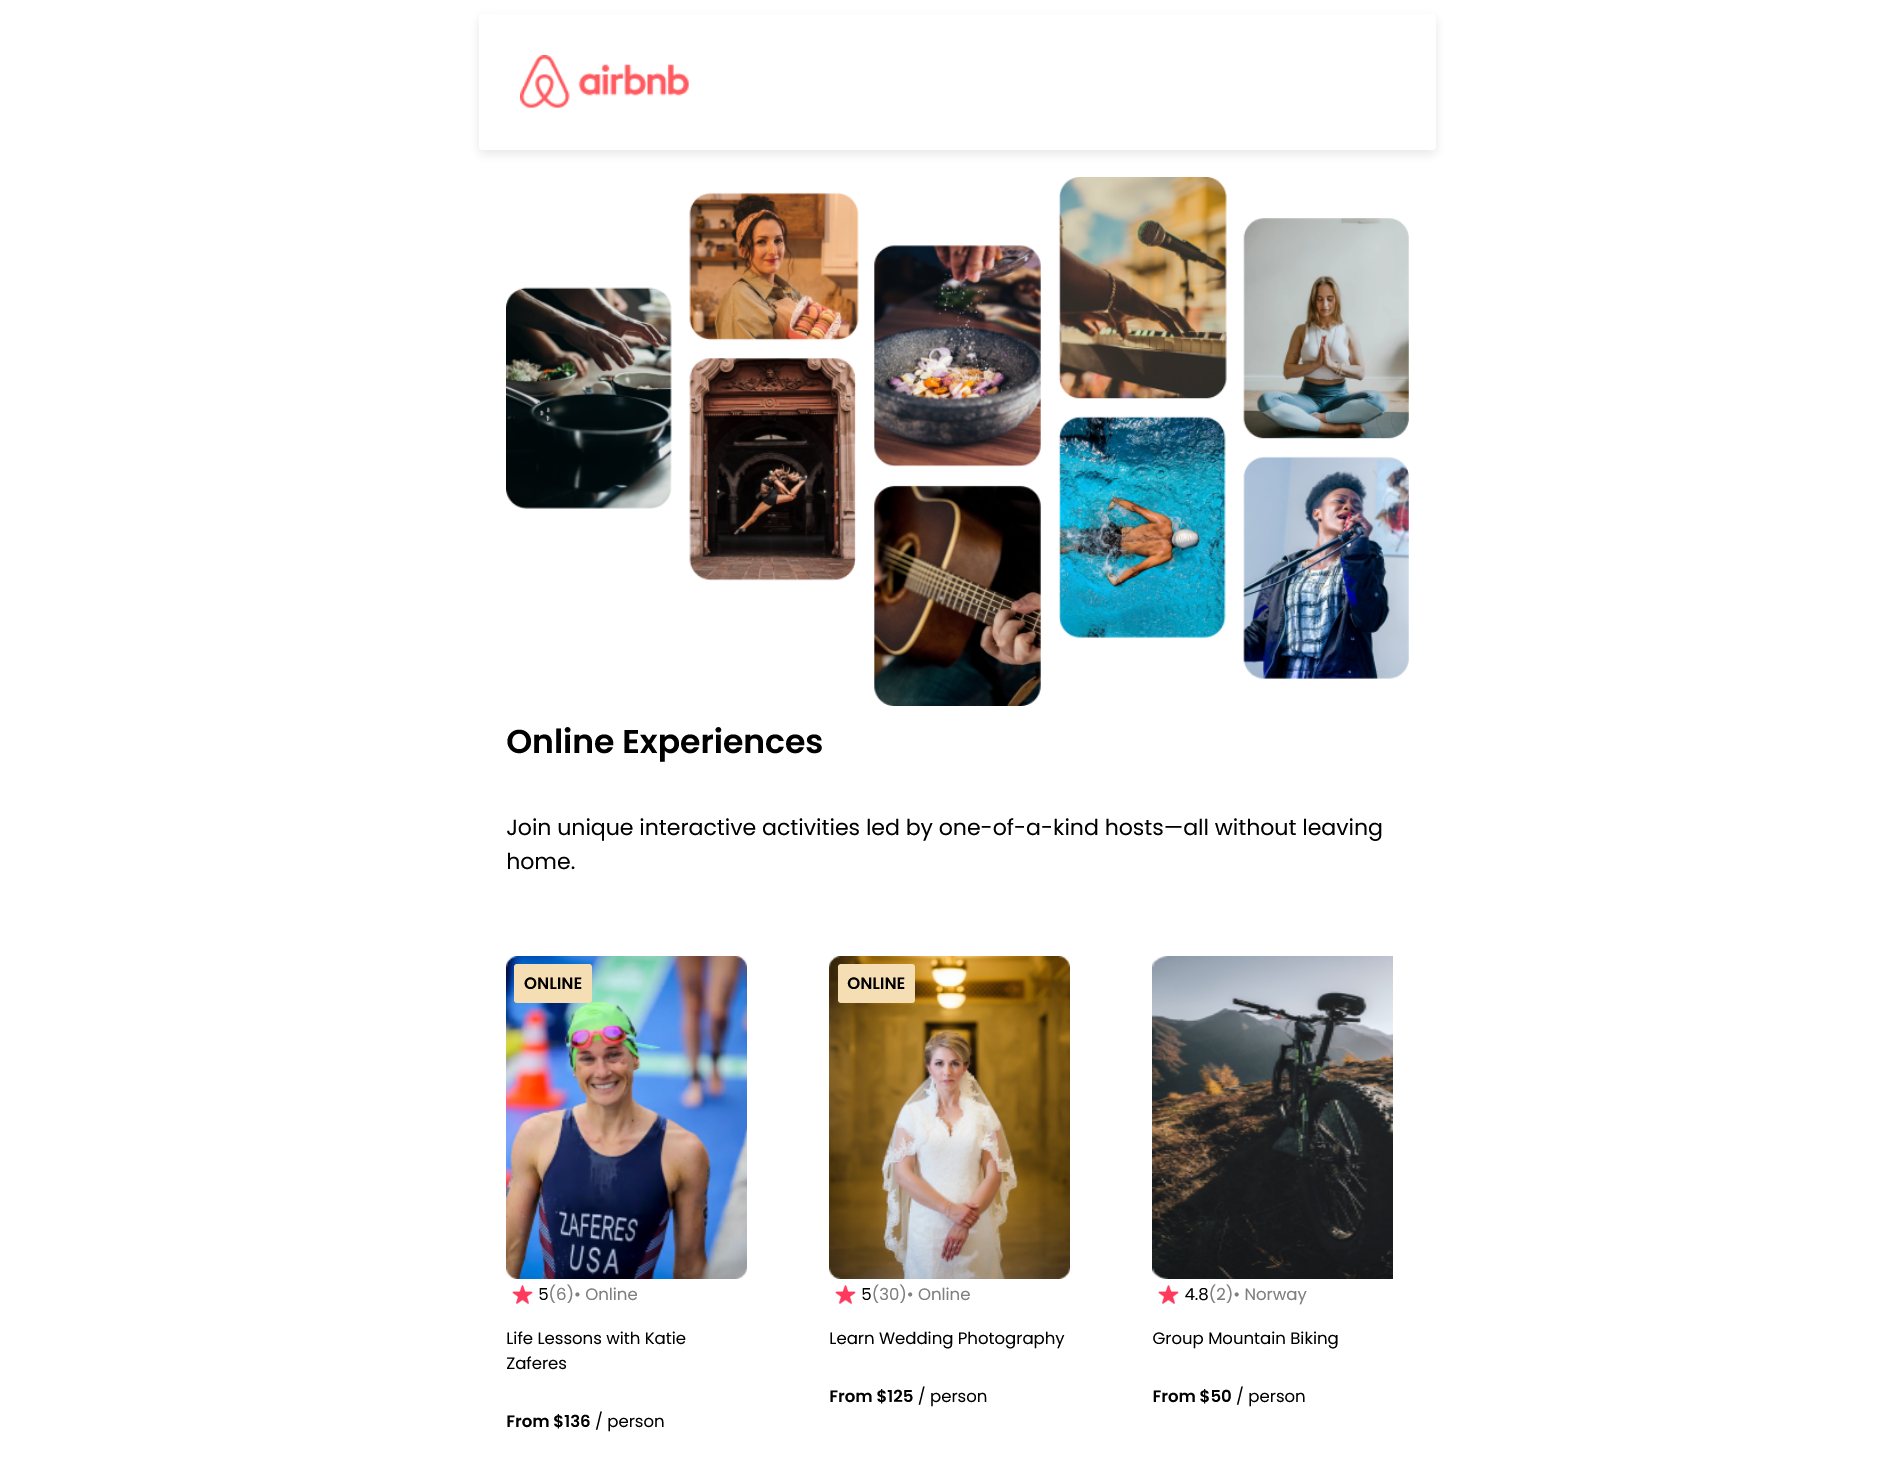 airbnb
Online Experiences
Join unique interactive activities led by one-of-a-kind hosts—all without leaving
home.
ONLINE
ZAFERES
USA
5(6)• Online
Life Lessons with Katie
Zaferes
From $136 / person
ONLINE
5(30)• Online
Learn Wedding Photography
From $125 / person
4.8(2)• Norway
Group Mountain Biking
From $50 / person